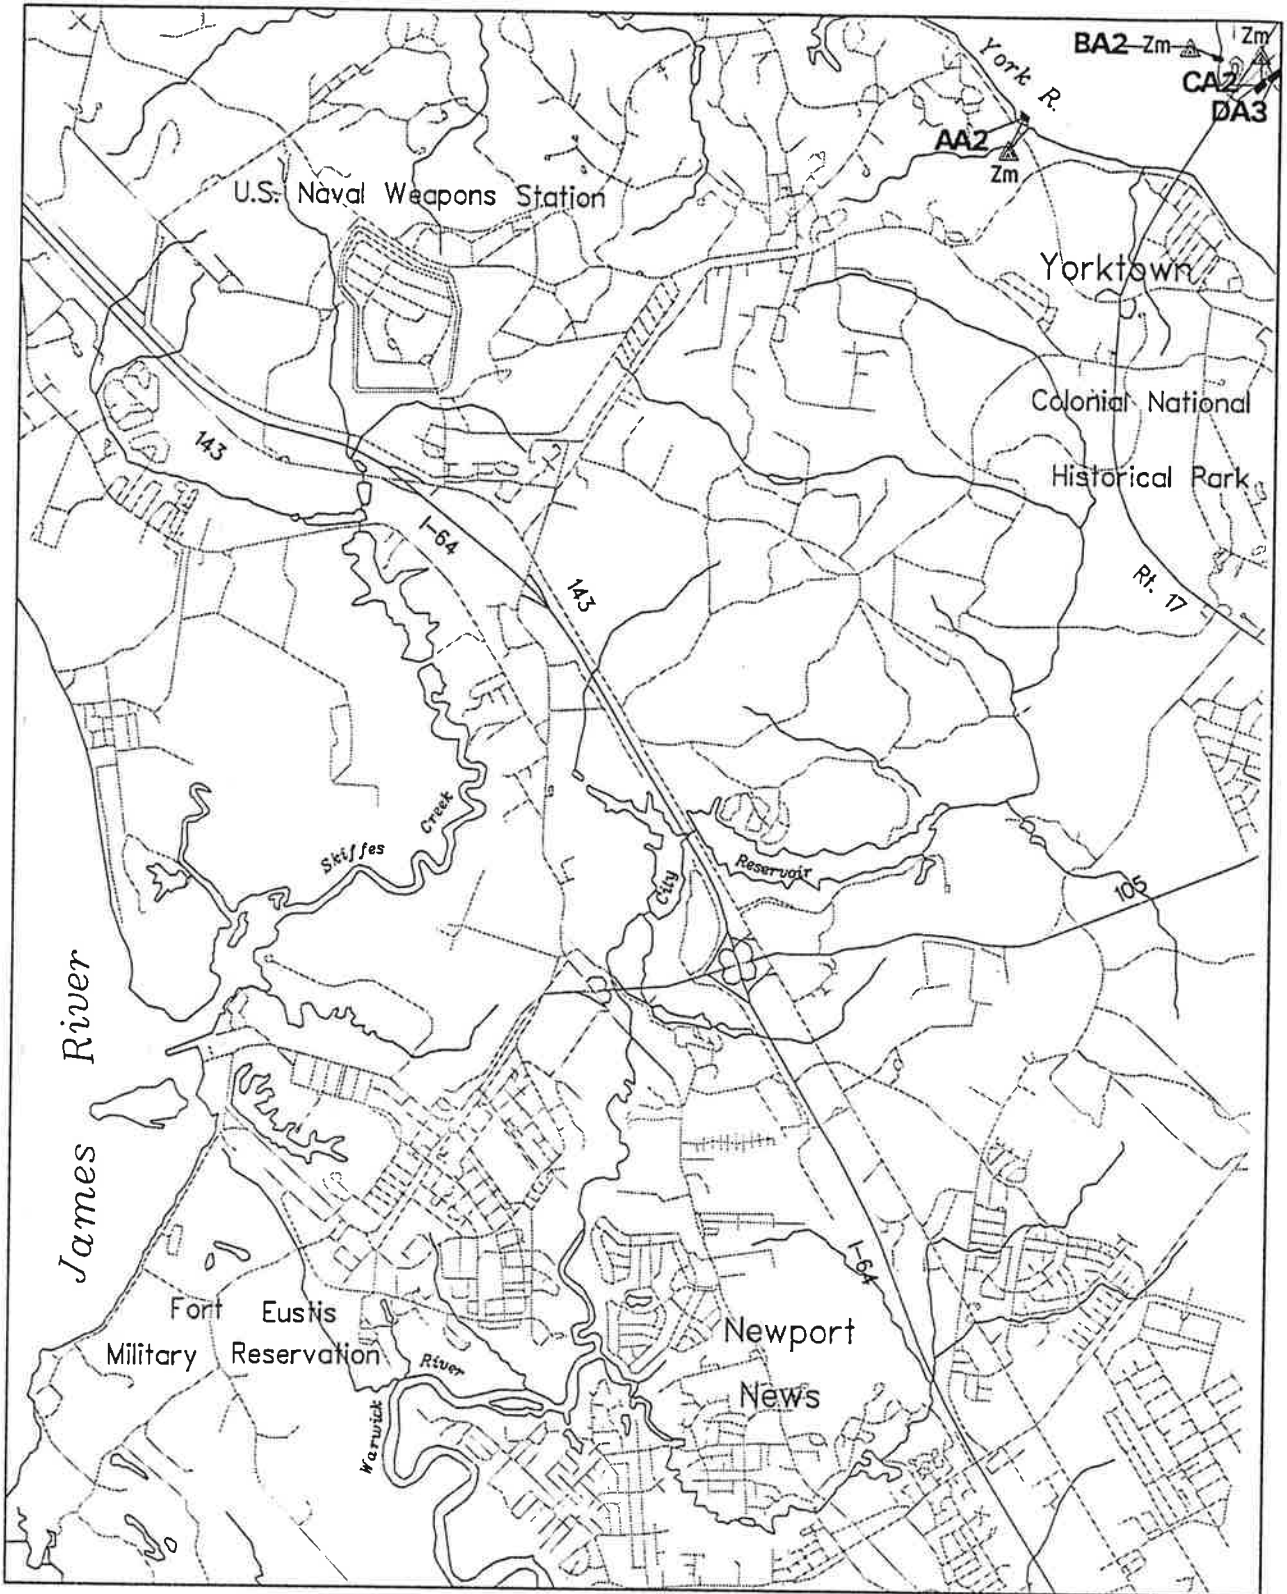 York R.
BA2
Zm
Zm
CA2
DA3
AA2
Zm
U.S. Naval Weapons Station
Yorktown
Colonial National
Historical Park
143
I-64
143
Rt. 17
Skiffes
Creek
City
Reservoir
105
James River
Fort Eustis
Military Reservation
River
Warwick
I-64
Newport
News